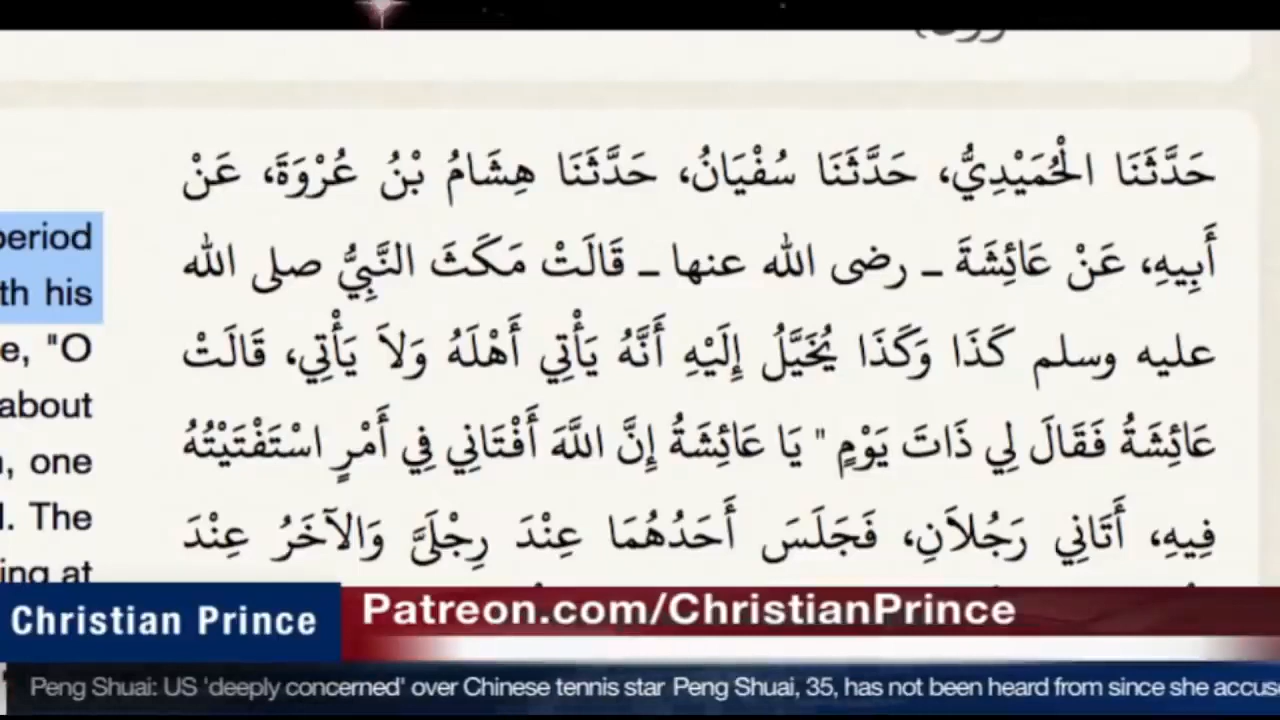 حَدَّثَنَا الْحُمَيْدِيُّ، حَدَّثَنَا سُفْيَانُ، حَدَّثَنَا هِشَامُ بْنُ عُرْوَةَ، عَنْ
أَبِيهِ، عَنْ عَائِشَةَ ـ رضى الله عنها ـ قَالَتْ مَكَثَ النَّبِيُّ صلى الله
عليه وسلم كَذَا وَكَذَا يُخَيَّلُ إِلَيْهِ أَنَّهُ يَأْتِي أَهْلَهُ وَلاَ يَأْتِي، قَالَتْ
عَائِشَةُ فَقَالَ لِي ذَاتَ يَوْمٍ " يَا عَائِشَةُ إِنَّ اللَّهَ أَفْتَانِي فِي أَمْرٍ اسْتَفْتَيْتُهُ
فِيهِ، أَتَانِي رَجُلاَنِ، فَجَلَسَ أَحَدُهُمَا عِنْدَ رِجْلَىَّ وَالآخَرُ عِنْدَ
period
th his
e, "O
about
, one
. The
ing at
Christian Prince
Patreon.com/ChristianPrince
Peng Shuai: US 'deeply concerned' over Chinese tennis star Peng Shuai, 35, has not been heard from since she accus